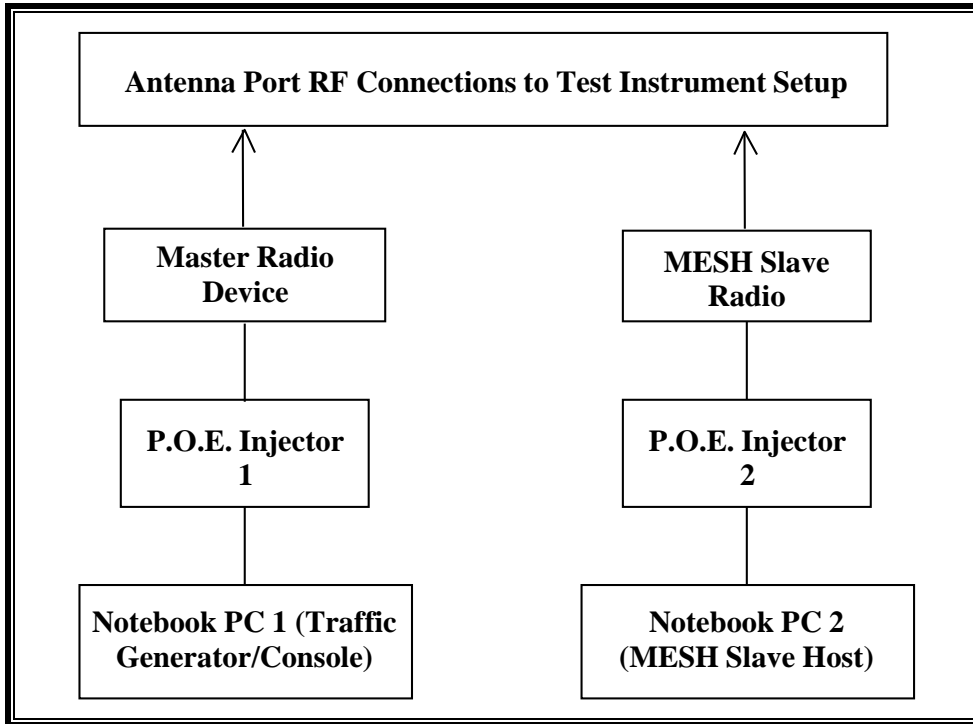 Antenna Port RF Connections to Test Instrument Setup
Master Radio
Device
MESH Slave
Radio
P.O.E. Injector
1
P.O.E. Injector
2
Notebook PC 1 (Traffic
Generator/Console)
Notebook PC 2
(MESH Slave Host)